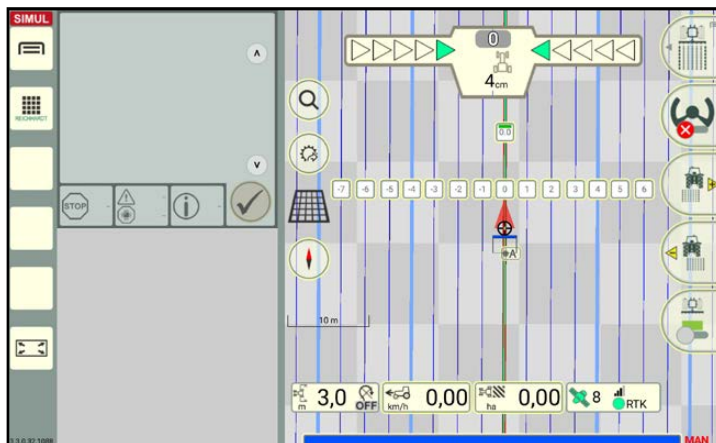 SIMUL
0
4cm
REICHHARDT
0.0
-7 -6 -5 -4 -3 -2 -1 0 1 2 3 4 5 6
STOP
A
10 m
m 3,0 OFF
km/h 0,00
ha 0,00
8 RTK
MAN